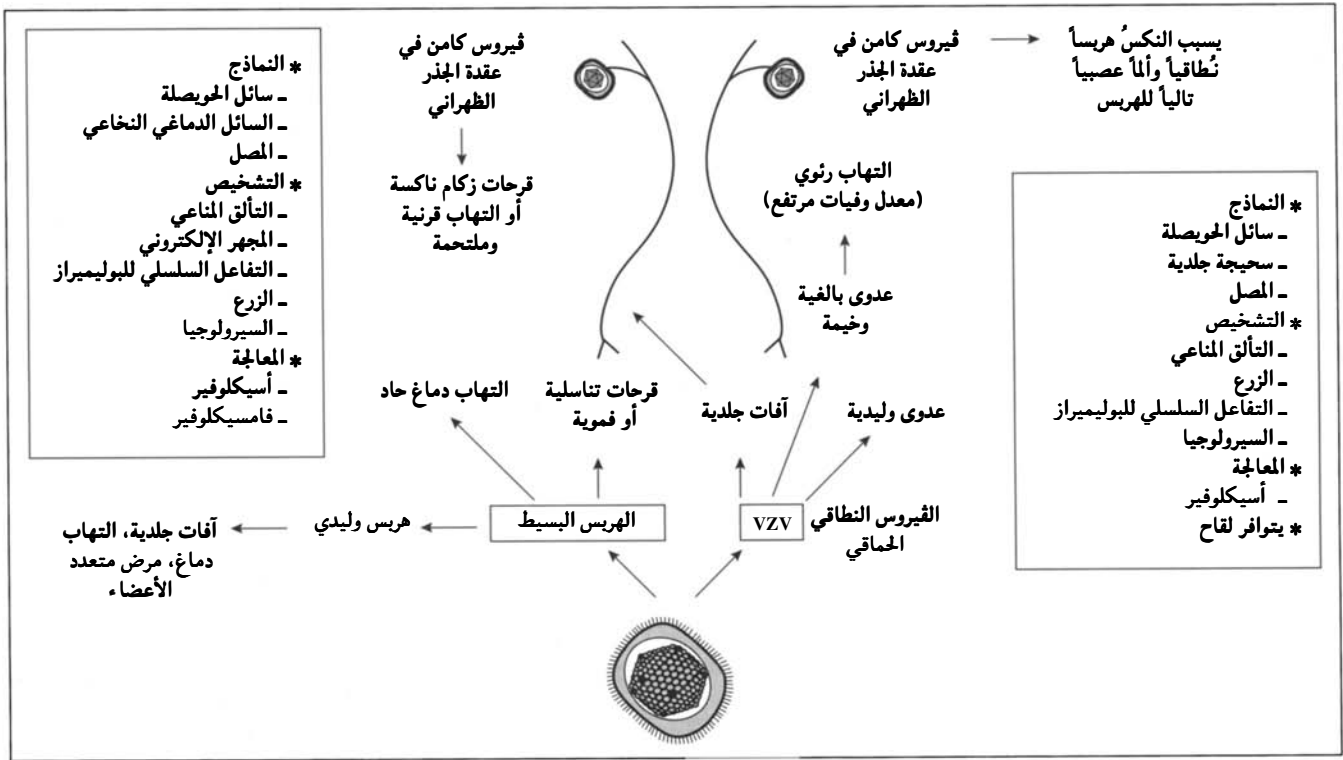 يسبب النكسُ هربساً
نُطاقياً وألماً عصبياً
تالياً للهربس
ڤيروس كامن في
عقدة الجذر
الظهراني
ڤيروس كامن في
عقدة الجذر
الظهراني
* النماذج
ـ سائل الحويصلة
ـ السائل الدماغي النخاعي
ـ المصل
* التشخيص
ـ التألق المناعي
ـ المجهر الإلكتروني
ـ التفاعل السلسلي للبوليميراز
ـ الزرع
ـ السيرولوجيا
* المعالجة
ـ أسيكلوفير
ـ فامسيكلوفير
التهاب رئوي
(معدل وفيات مرتفع)
قرحات زكام ناكسة
أو التهاب قرنية
وملتحمة
* النماذج
ـ سائل الحويصلة
ـ سحيجة جلدية
ـ المصل
* التشخيص
ـ التألق المناعي
ـ الزرع
ـ التفاعل السلسلي للبوليميراز
ـ السيرولوجيا
* المعالجة
ـ أسيكلوفير
* يتوافر لقاح
عدوى بالغية
وخيمة
عدوى وليدية
آفات جلدية
قرحات تناسلية
أو فموية
التهاب دماغ حاد
الڤيروس النطاقي
الحماقي
VZV
الهربس البسيط
هربس وليدي
آفات جلدية، التهاب
دماغ، مرض متعدد
الأعضاء